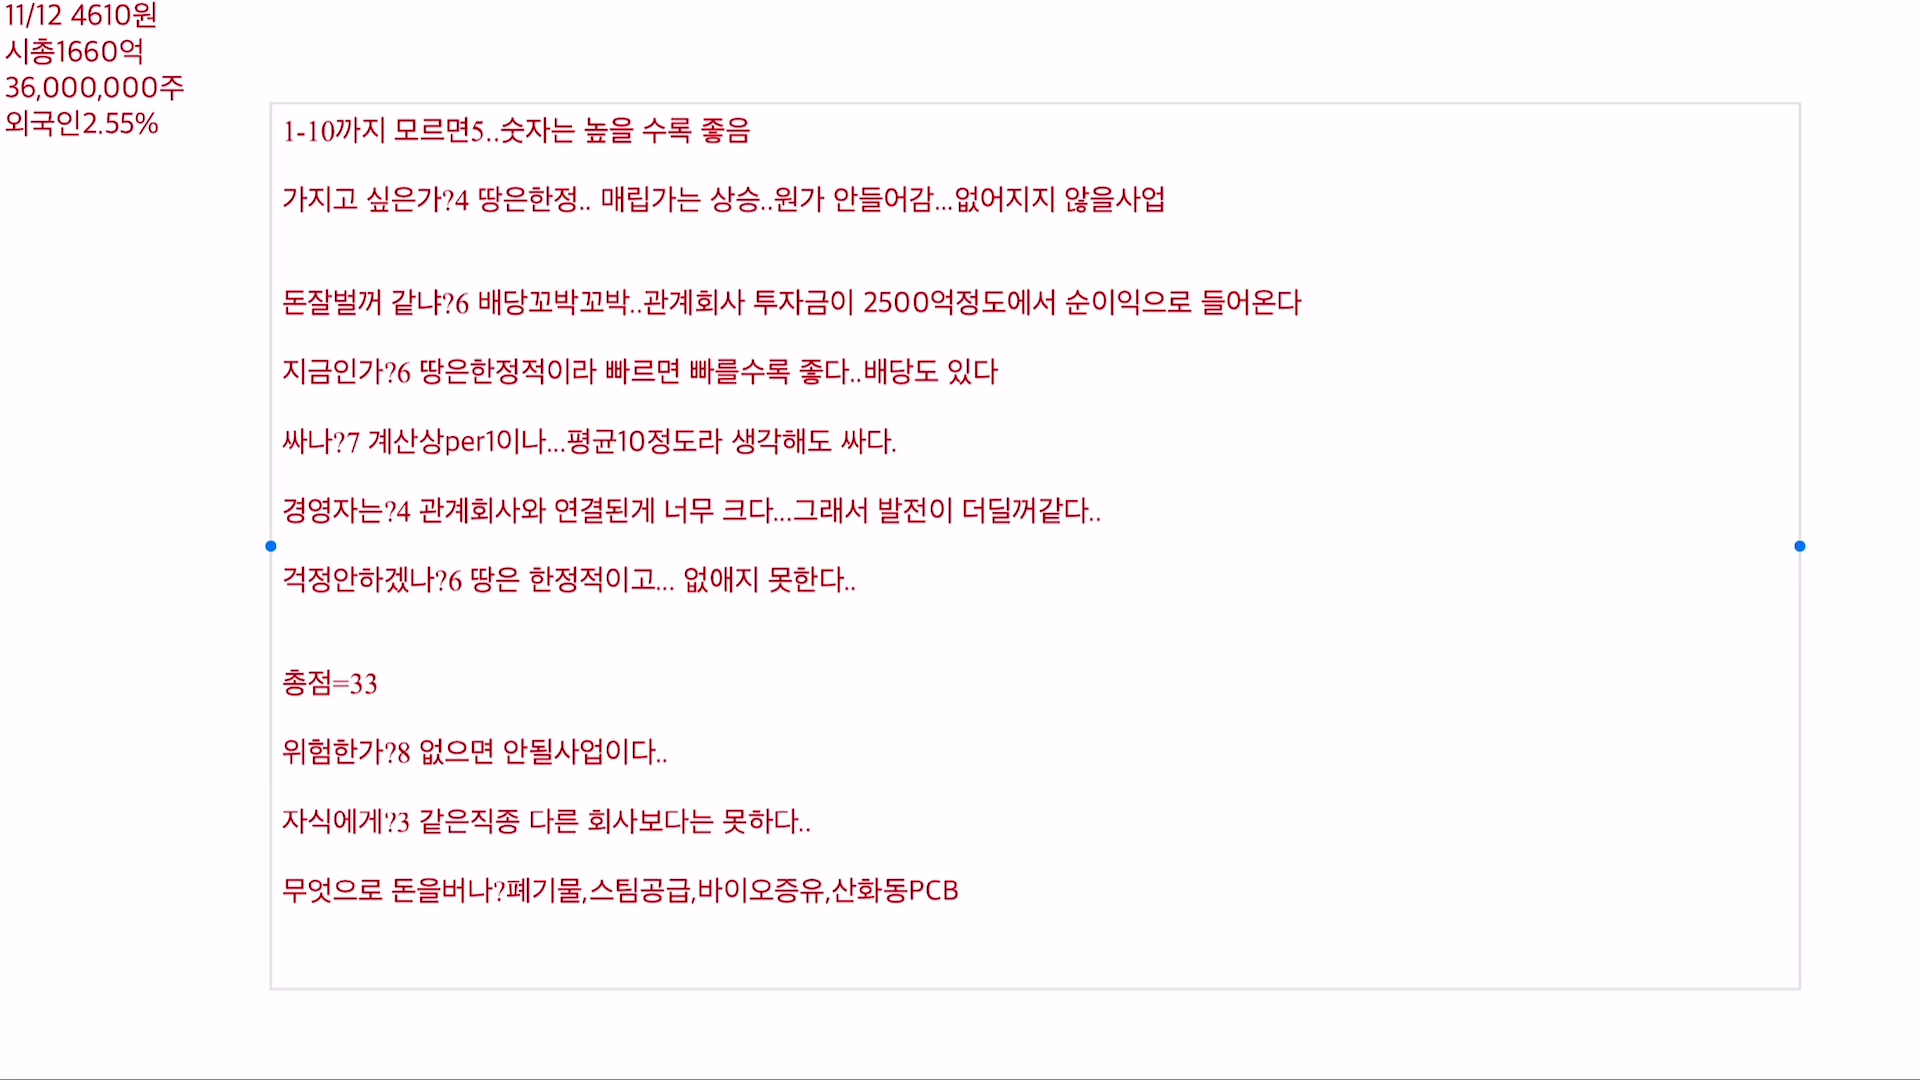 11/12 4610원
시총1660억
36,000,000주
외국인2.55%
1-10까지 모르면5..숫자는 높을 수록 좋음
가지고 싶은가?4 땅은한정.. 매립가는 상승..원가 안들어감...없어지지 않을사업
돈잘벌꺼 같냐?6 배당꼬박꼬박..관계회사 투자금이 2500억정도에서 순이익으로 들어온다
지금인가?6 땅은한정적이라 빠르면 빠를수록 좋다..배당도 있다
싸나?7 계산상per1이나...평균10정도라 생각해도 싸다.
경영자는?4 관계회사와 연결된게 너무 크다...그래서 발전이 더딜꺼같다..
걱정안하겠나?6 땅은 한정적이고... 없애지 못한다..
총점=33
위험한가?8 없으면 안될사업이다..
자식에게?3 같은직종 다른 회사보다는 못하다..
무엇으로 돈을버나?폐기물,스팀공급,바이오증유,산화동PCB